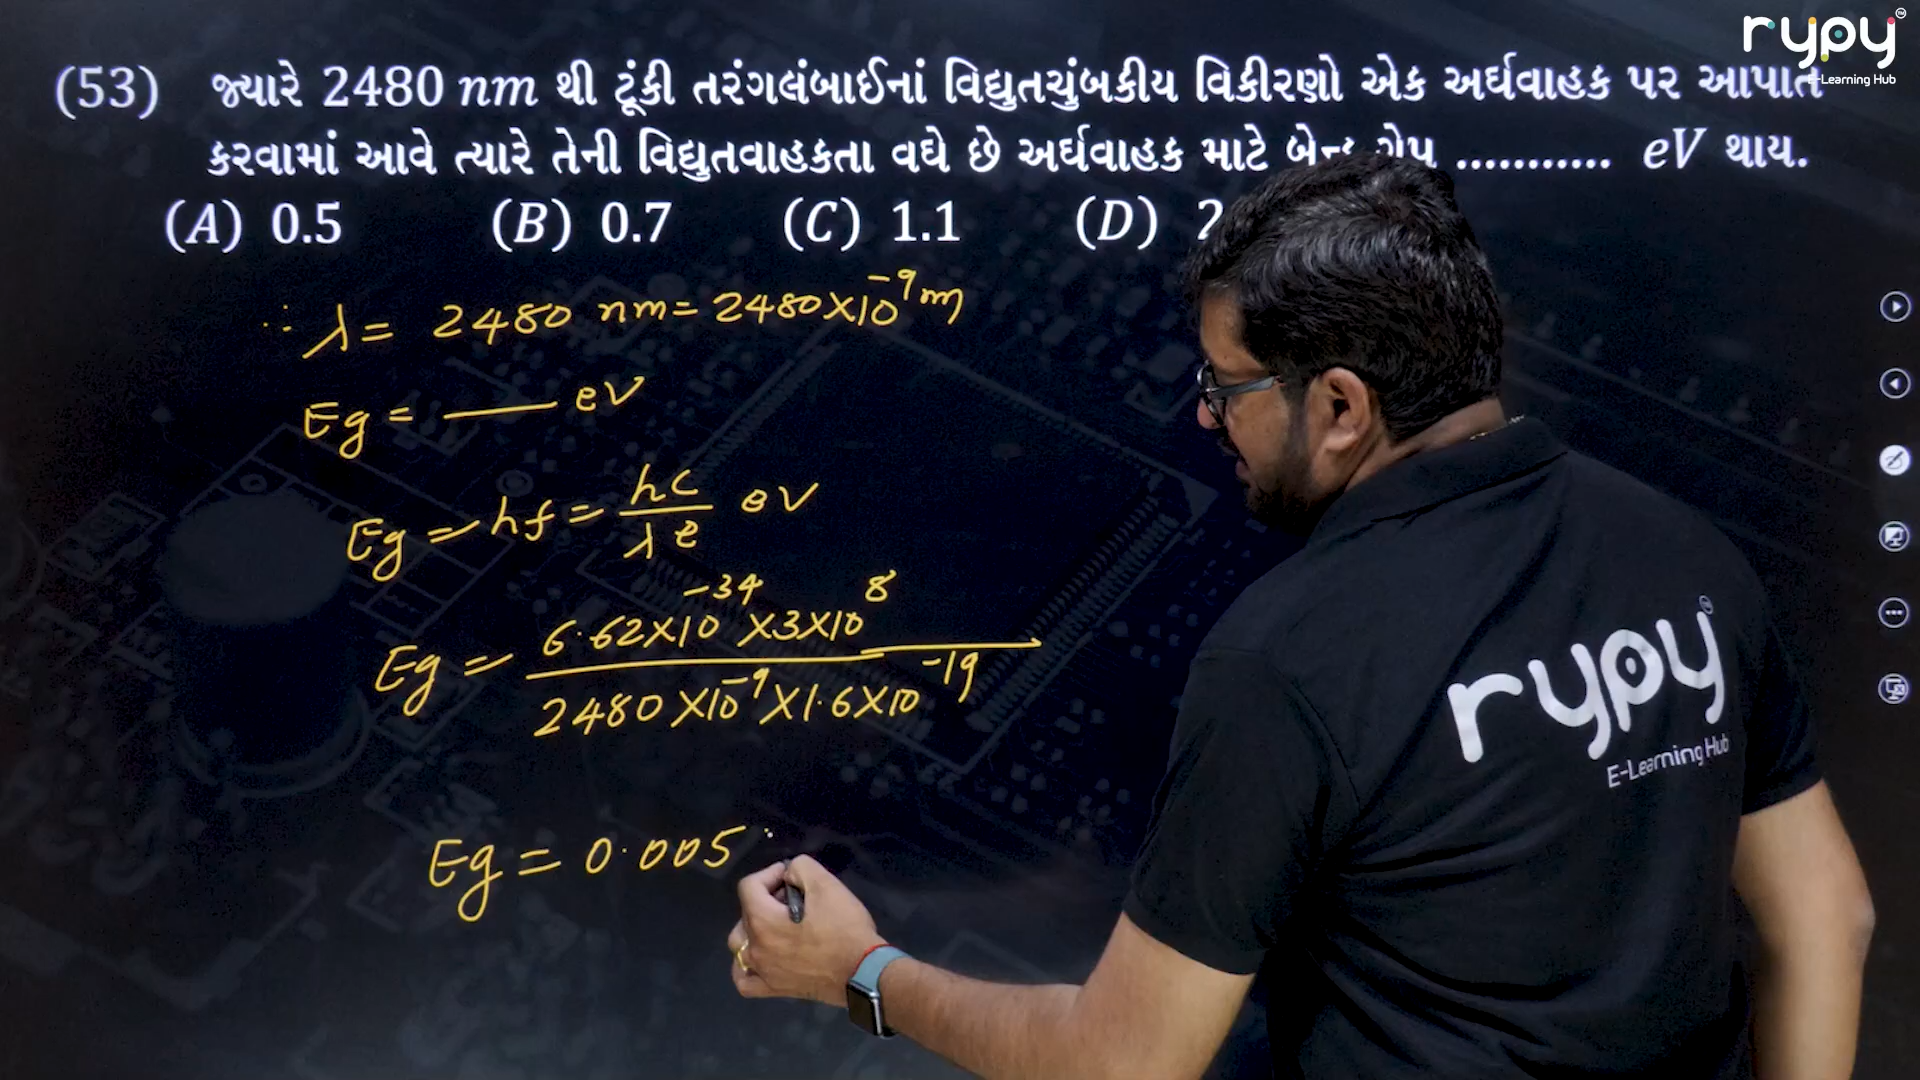 rypy
E-Learning Hub
(53) જ્યારે 2480 nm થી ટૂંકી તરંગલંબાઈનાં વિદ્યુતચુંબકીય વિકીરણો એક અર્ધવાહક પર આપાત
કરવામાં આવે ત્યારે તેની વિદ્યુતવાહકતા વધે છે અર્ધવાહક માટે બેન્ડ ગેપ ........... eV થાય.
(A) 0.5 (B) 0.7 (C) 1.1 (D) 2
∴ λ = 2480 nm = 2480×10⁻⁹ m
Eg = ____ eV
Eg = hf = hc / λe eV
Eg = 6.62×10⁻³⁴×3×10⁸ / 2480×10⁻⁹×1.6×10⁻¹⁹
Eg = 0.005
rypy
E-Learning Hub